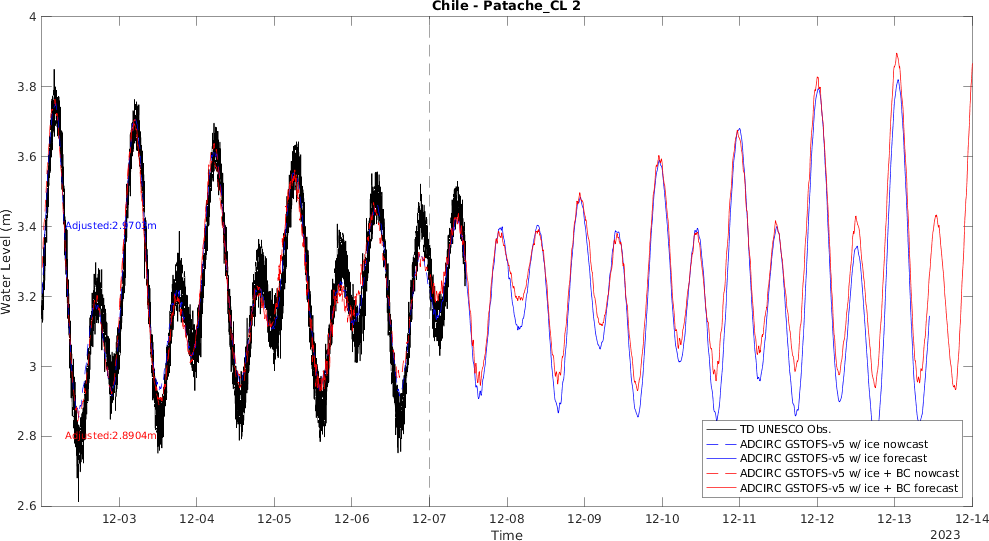 Chile - Patache_CL 2
4
3.8
3.6
3.4
3.2
3
2.8
2.6
Water Level (m)
Adjusted:2.9703m
Adjusted:2.8904m
TD UNESCO Obs.
ADCIRC GSTOFS-v5 w/ ice nowcast
ADCIRC GSTOFS-v5 w/ ice forecast
ADCIRC GSTOFS-v5 w/ ice + BC nowcast
ADCIRC GSTOFS-v5 w/ ice + BC forecast
12-03 12-04 12-05 12-06 12-07 12-08 12-09 12-10 12-11 12-12 12-13 12-14
Time
2023